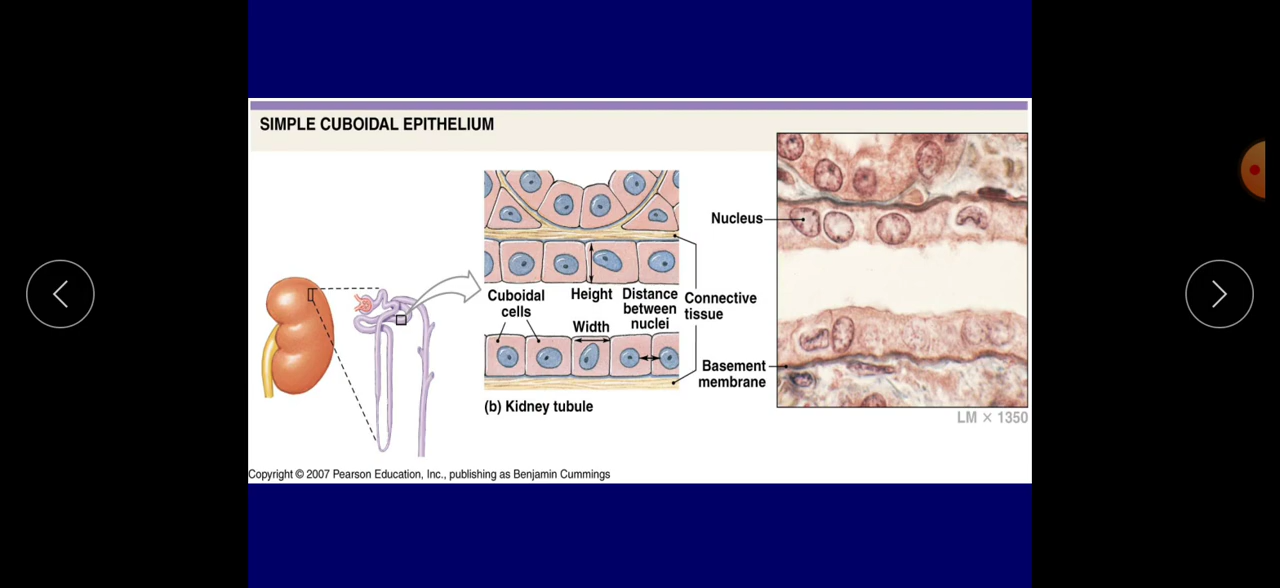 SIMPLE CUBOIDAL EPITHELIUM
Nucleus
Cuboidal
cells
Height
Distance
between
nuclei
Connective
tissue
Width
Basement
membrane
(b) Kidney tubule
LM × 1350
Copyright © 2007 Pearson Education, Inc., publishing as Benjamin Cummings